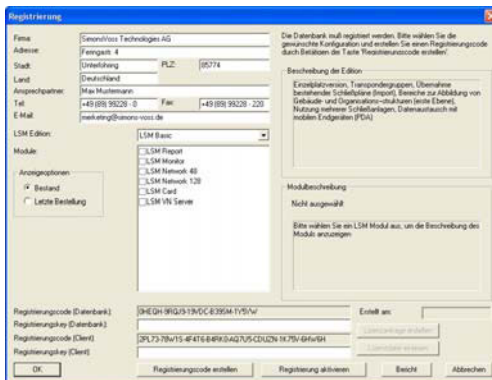 Registrierung
Firma: SimonsVoss Technologies AG
Adresse: Feringastr. 4
Stadt: Unterföhring PLZ: 85774
Land Deutschland
Ansprechpartner: Max Mustermann
Tel: +49 (89) 99228 - 0 Fax: +49 (89) 99228 - 220
E-Mail: marketing@simons-voss.de
LSM Edition: LSM Basic
Module:
LSM Report
LSM Monitor
LSM Network 48
LSM Network 128
LSM Card
LSM VN Server
Anzeigeoptionen
Bestand
Letzte Bestellung
Die Datenbank muß registriert werden. Bitte wählen Sie die
gewünschte Konfiguration und erstellen Sie einen Registrierungscode
durch Betätigen der Taste 'Registrierungscode erstellen'.
Beschreibung der Edition
Einzelplatzversion, Transpondergruppen, Übernahme
bestehender Schließpläne (Import), Bereiche zur Abbildung von
Gebäude- und Organisations-strukturen (erste Ebene),
Nutzung mehrerer Schließanlagen, Datenaustausch mit
mobilen Endgeräten (PDA)
Modulbeschreibung
Nicht ausgewählt
Bitte wählen Sie ein LSM Modul aus, um die Beschreibung des
Moduls anzuzeigen
Registrierungscode (Datenbank):
Registrierungskey (Datenbank):
Registrierungscode (Client)
Registrierungskey (Client)
Erstellt am:
Lizenzanfrage erstellen
OK Registrierungscode erstellen Registrierung aktivieren Bericht Abbrechen